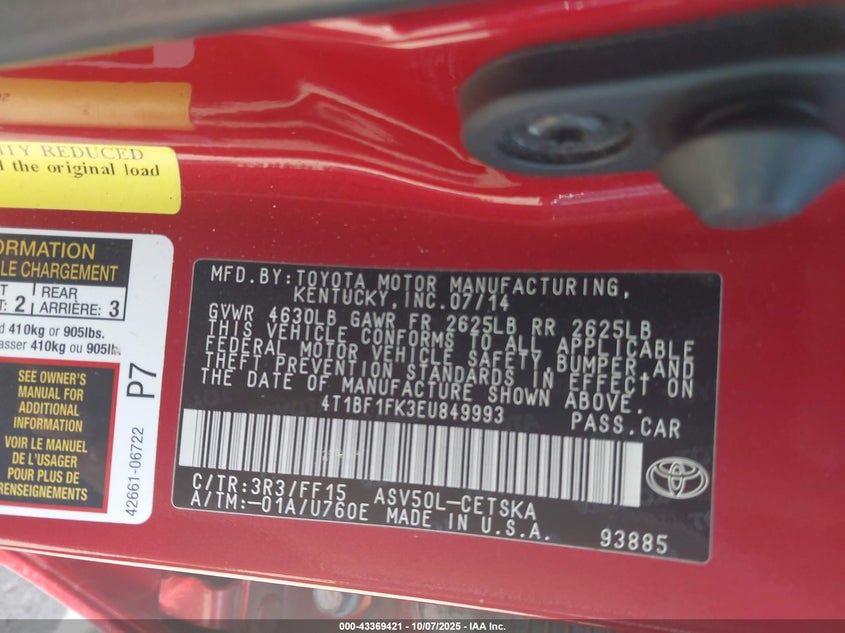 ITY REDUCED
the original load
ORMATION
LE CHARGEMENT
T 2 REAR
T: ARRIÈRE: 3
d 410kg or 905lbs.
asser 410kg ou 905l
SEE OWNER'S
MANUAL FOR
ADDITIONAL
INFORMATION
VOIR LE MANUEL
DE L'USAGER
POUR PLUS DE
RENSEIGNEMENTS
P7
42661-06722
MFD.BY:TOYOTA MOTOR MANUFACTURING,
KENTUCKY,INC.07/14
GVWR 4630LB GAWR FR 2625LB RR 2625LB
THIS VEHICLE CONFORMS TO ALL APPLICABLE
FEDERAL MOTOR VEHICLE SAFETY,BUMPER,AND
THEFT PREVENTION STANDARDS IN EFFECT ON
THE DATE OF MANUFACTURE SHOWN ABOVE.
4T1BF1FK3EU849993 PASS.CAR
C/TR:3R3/FF15 ASV50L-CETSKA
A/TM:-01A/U760E MADE IN U.S.A.
93885
TOYOTA
000-43369421 - 10/07/2025 - IAA Inc.